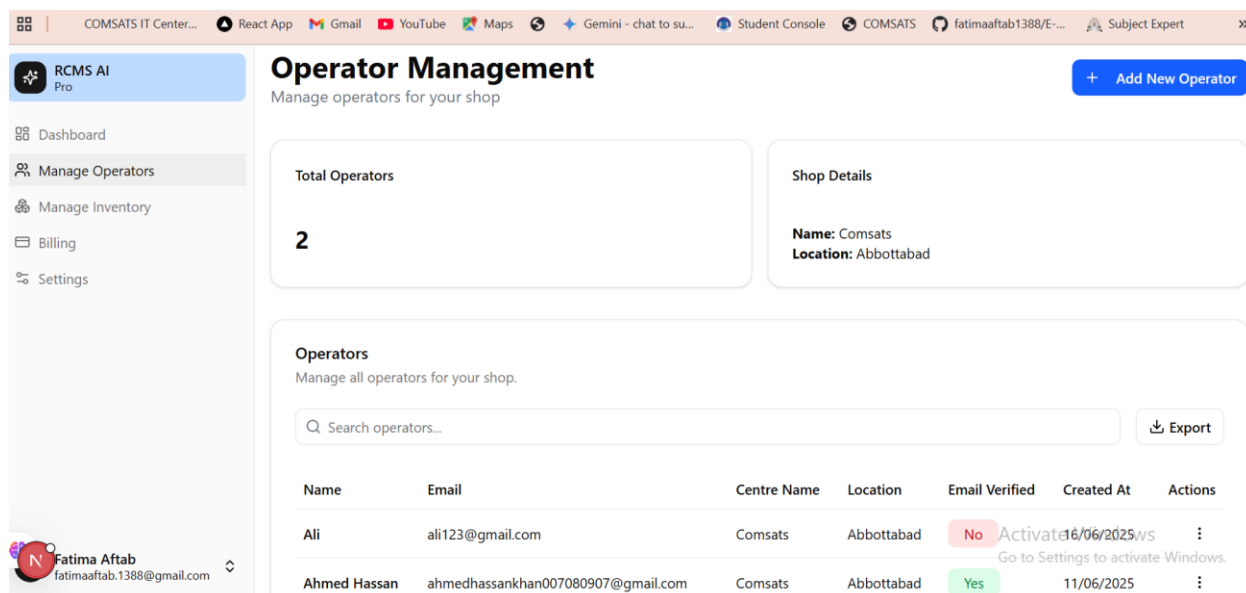 COMSATS IT Center... React App Gmail YouTube Maps Gemini - chat to su... Student Console COMSATS fatimaaftab1388/E-... Subject Expert »
RCMS AI
Pro
Dashboard
Manage Operators
Manage Inventory
Billing
Settings
N
Fatima Aftab
fatimaaftab.1388@gmail.com
Operator Management
Manage operators for your shop
+ Add New Operator
Total Operators
2
Shop Details
Name: Comsats
Location: Abbottabad
Operators
Manage all operators for your shop.
Search operators...
Export
Name Email Centre Name Location Email Verified Created At Actions
Ali ali123@gmail.com Comsats Abbottabad No 16/06/2025
Ahmed Hassan ahmedhassankhan007080907@gmail.com Comsats Abbottabad Yes 11/06/2025
Activate Windows
Go to Settings to activate Windows.